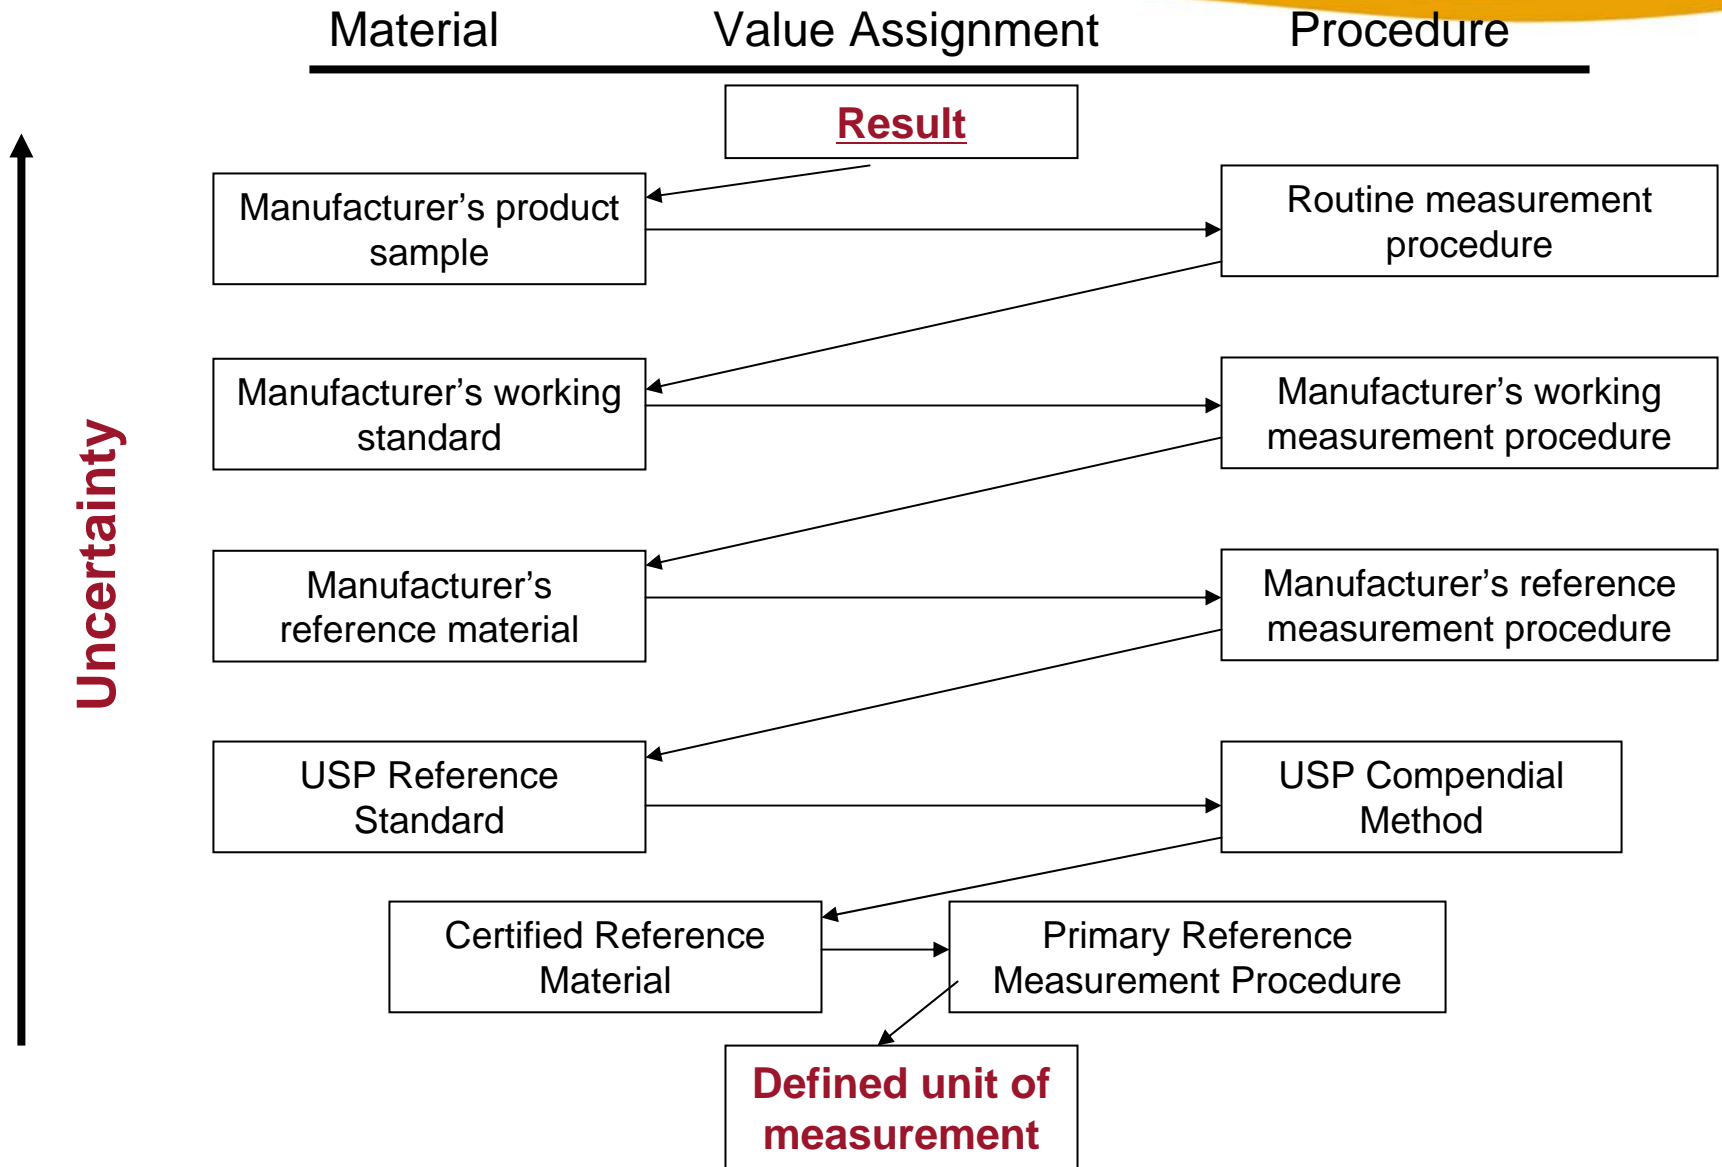 Material Value Assignment Procedure
Result
Manufacturer’s product
sample
Routine measurement
procedure
Manufacturer’s working
standard
Manufacturer’s working
measurement procedure
Uncertainty
Manufacturer’s
reference material
Manufacturer’s reference
measurement procedure
USP Reference
Standard
USP Compendial
Method
Certified Reference
Material
Primary Reference
Measurement Procedure
Defined unit of
measurement